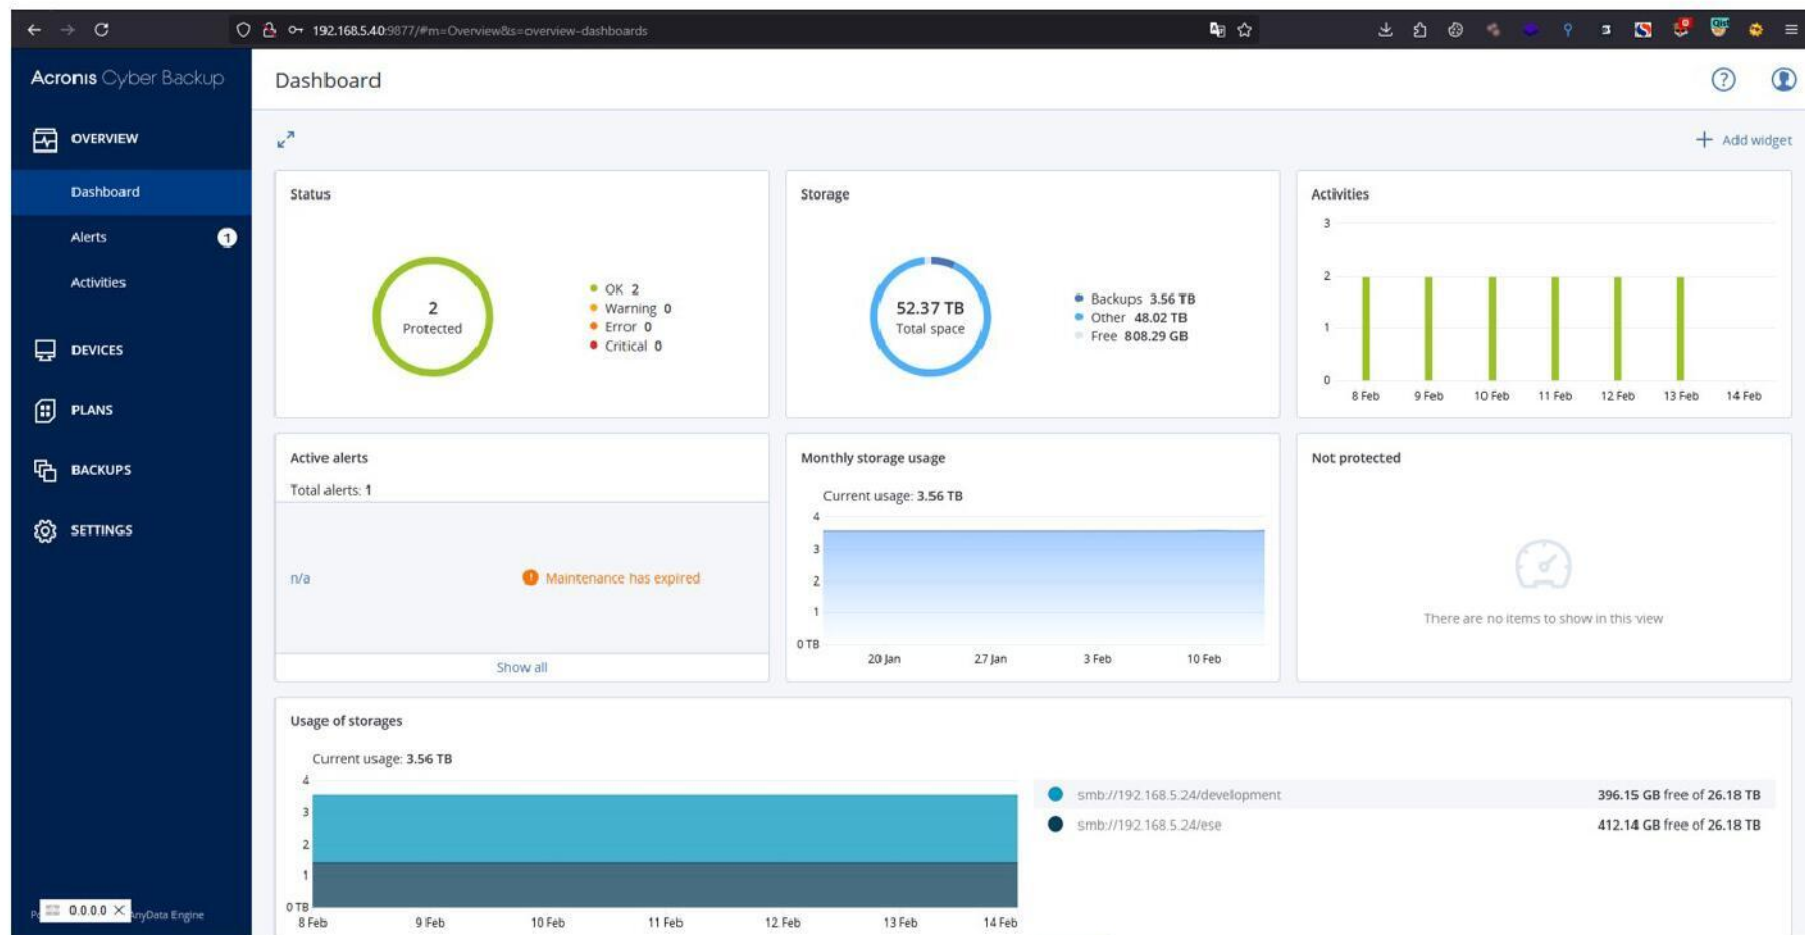 192.168.5.40:9877/#m=Overview&s=overview-dashboards
Acronis Cyber Backup
Dashboard
OVERVIEW
Add widget
Dashboard
Alerts 1
Activities
DEVICES
PLANS
BACKUPS
SETTINGS
Status
2
Protected
OK 2
Warning 0
Error 0
Critical 0
Storage
52.37 TB
Total space
Backups 3.56 TB
Other 48.02 TB
Free 808.29 GB
Activities
3
2
1
0
8 Feb 9 Feb 10 Feb 11 Feb 12 Feb 13 Feb 14 Feb
Active alerts
Total alerts: 1
n/a Maintenance has expired
Show all
Monthly storage usage
Current usage: 3.56 TB
4
3
2
1
0 TB
20 Jan 27 Jan 3 Feb 10 Feb
Not protected
There are no items to show in this view
Usage of storages
Current usage: 3.56 TB
4
3
2
1
0 TB
8 Feb 9 Feb 10 Feb 11 Feb 12 Feb 13 Feb 14 Feb
smb://192.168.5.24/development 396.15 GB free of 26.18 TB
smb://192.168.5.24/ese 412.14 GB free of 26.18 TB
0.0.0.0
AnyData Engine